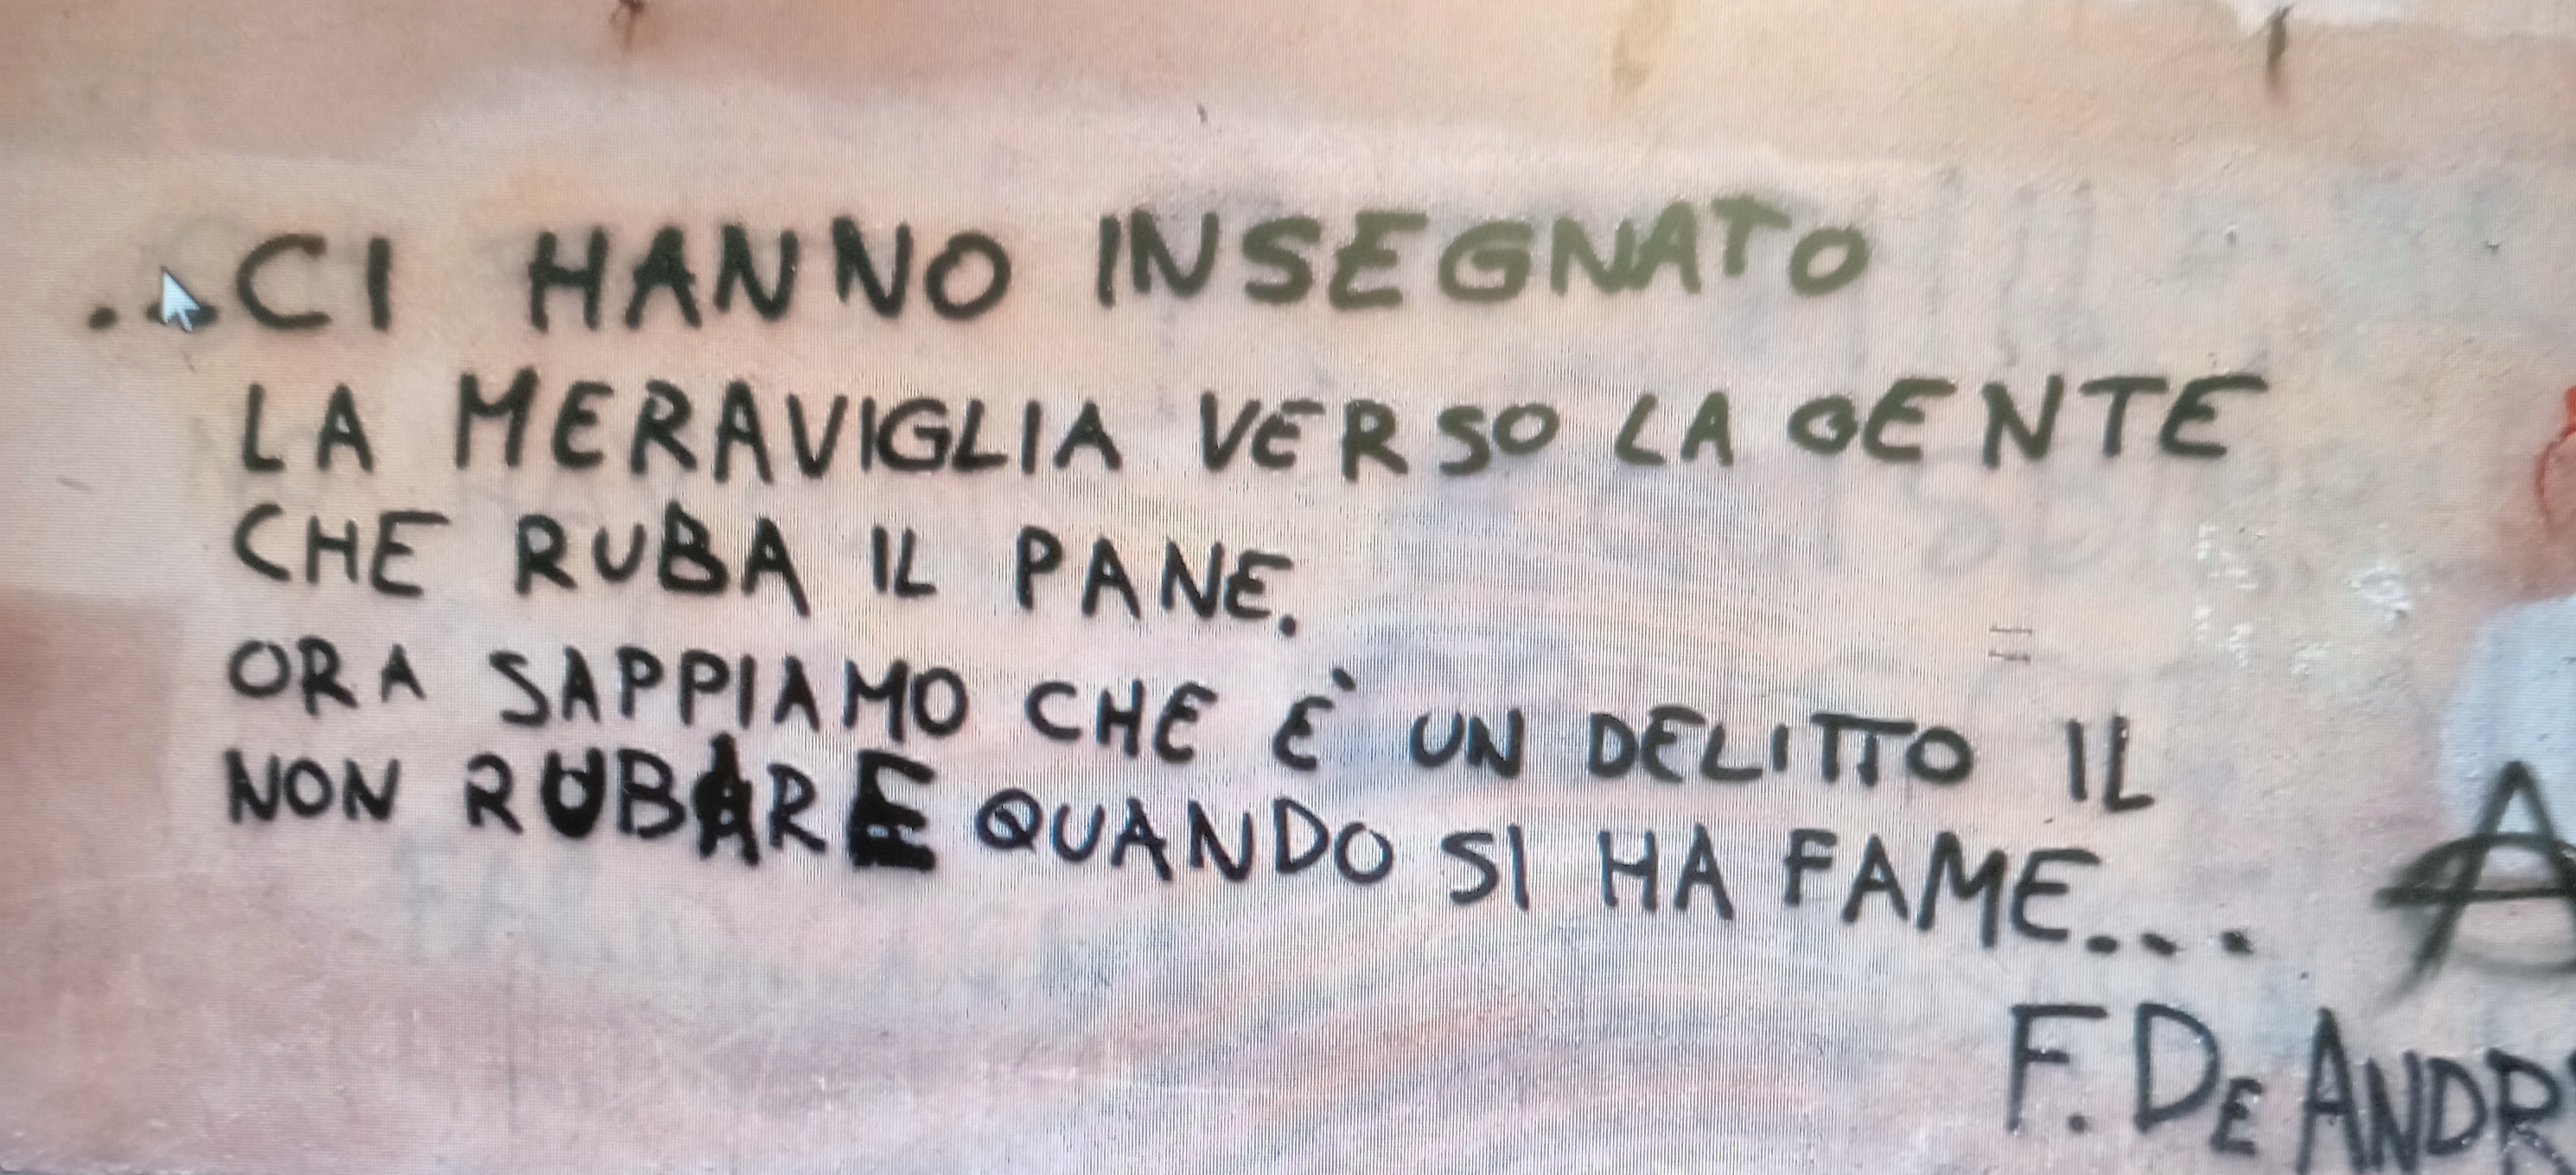 ...CI HANNO INSEGNATO
LA MERAVIGLIA VERSO LA GENTE
CHE RUBA IL PANE.
ORA SAPPIAMO CHE È UN DELITTO IL
NON RUBARE QUANDO SI HA FAME...
A
F. DE ANDR